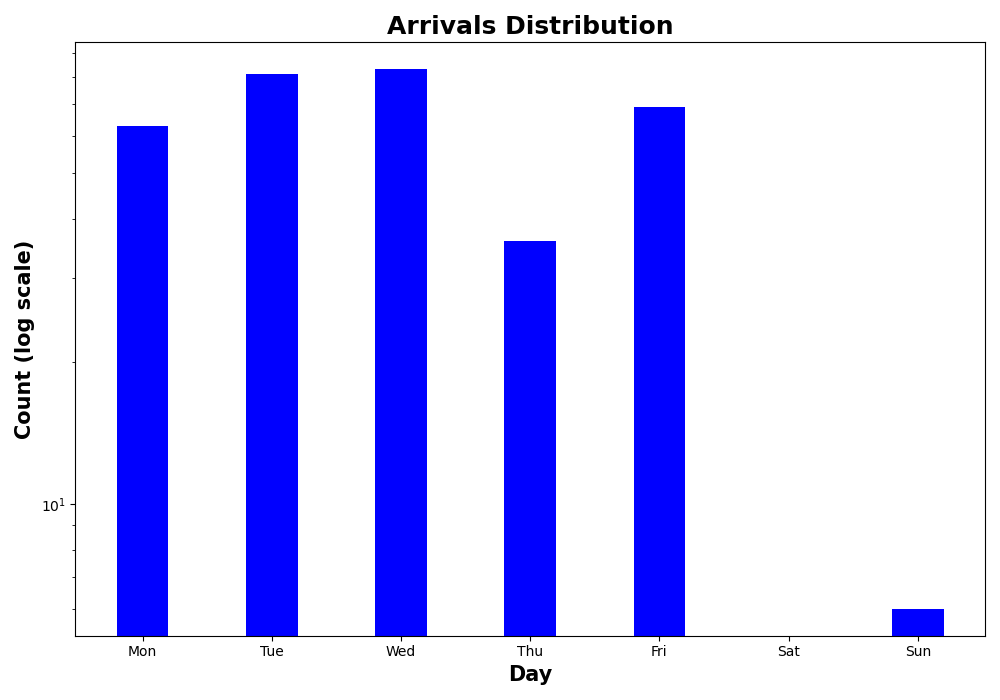 Arrivals Distribution
Count (log scale)
10¹
Mon Tue Wed Thu Fri Sat Sun
Day